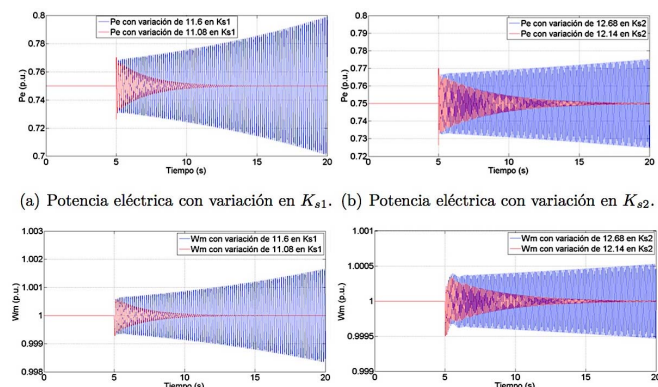 0.8
0.78
0.76
0.74
0.72
0.7
Pe (p.u.)
Pe con variación de 11.6 en Ks1
Pe con variación de 11.08 en Ks1
0 5 10 15 20
Tiempo (s)
0.8
0.79
0.78
0.77
0.76
0.75
0.74
0.73
0.72
Pe (p.u.)
Pe con variación de 12.68 en Ks2
Pe con variación de 12.14 en Ks2
0 5 10 15 20
Tiempo (s)
(a) Potencia eléctrica con variación en Ks1. (b) Potencia eléctrica con variación en Ks2.
1.003
1.002
1.001
1
0.999
0.998
Wm (p.u.)
Wm con variación de 11.6 en Ks1
Wm con variación de 11.08 en Ks1
0 5 10 15 20
Tiempo (s)
1.001
1.0005
1
0.9995
0.999
Wm (p.u.)
Wm con variación de 12.68 en Ks2
Wm con variación de 12.14 en Ks2
0 5 10 15 20
Tiempo (s)